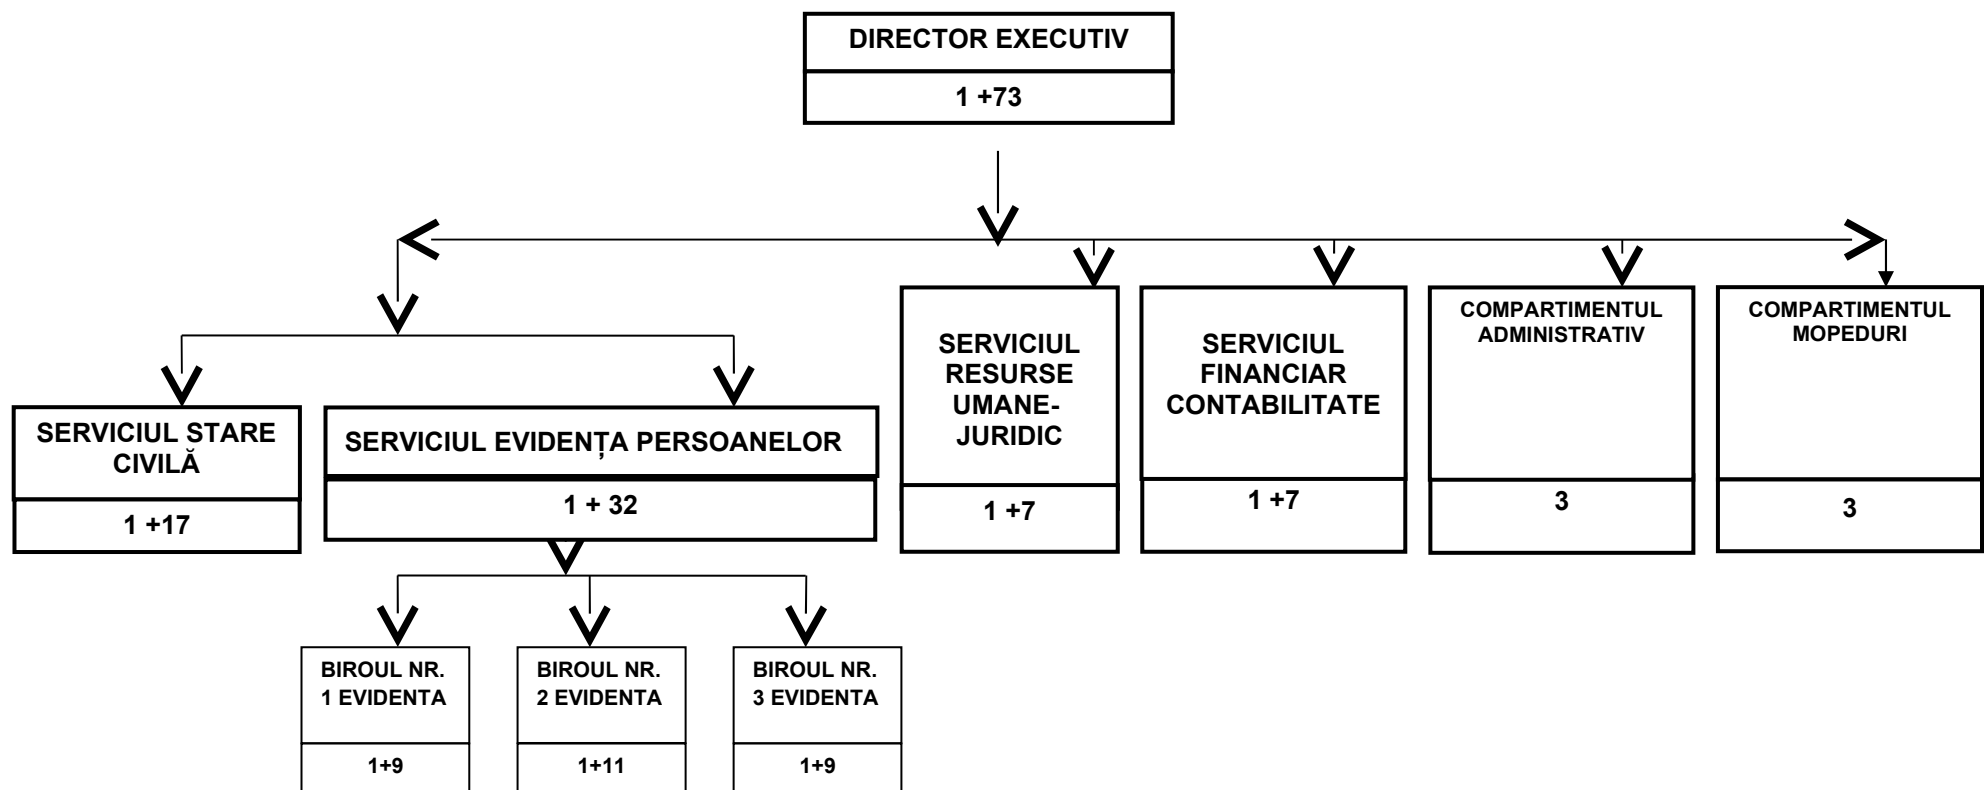 DIRECTOR EXECUTIV
1 +73
SERVICIUL STARE
CIVILĂ
1 +17
SERVICIUL EVIDENȚA PERSOANELOR
1 + 32
SERVICIUL
RESURSE
UMANE-
JURIDIC
1 +7
SERVICIUL
FINANCIAR
CONTABILITATE
1 +7
COMPARTIMENTUL
ADMINISTRATIV
3
COMPARTIMENTUL
MOPEDURI
3
BIROUL NR.
1 EVIDENTA
1+9
BIROUL NR.
2 EVIDENTA
1+11
BIROUL NR.
3 EVIDENTA
1+9